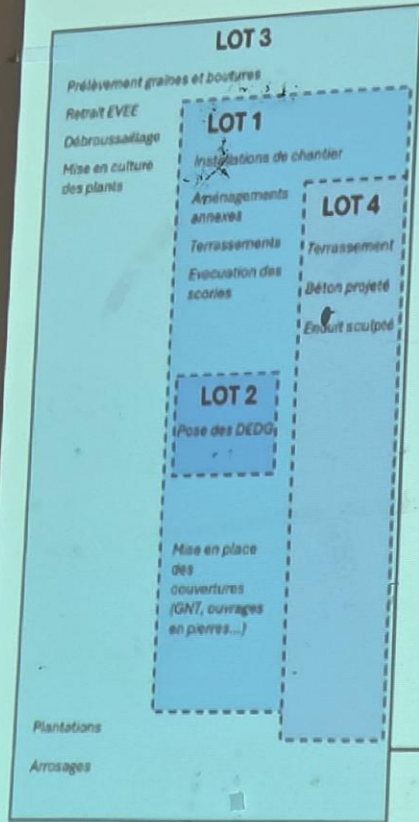 LOT 3
Prélèvement graines et boutures
Retrait EVEE
Débroussaillage
Mise en culture
des plants
LOT 1
Installations de chantier
Aménagements
annexes
Terrassements
Evacuation des
scories
LOT 4
Terrassement
Béton projeté
Enduit sculpté
LOT 2
Pose des DEDG
Mise en place
des
couvertures
(GNT, ouvrages
en pierres...)
Plantations
Arrosages